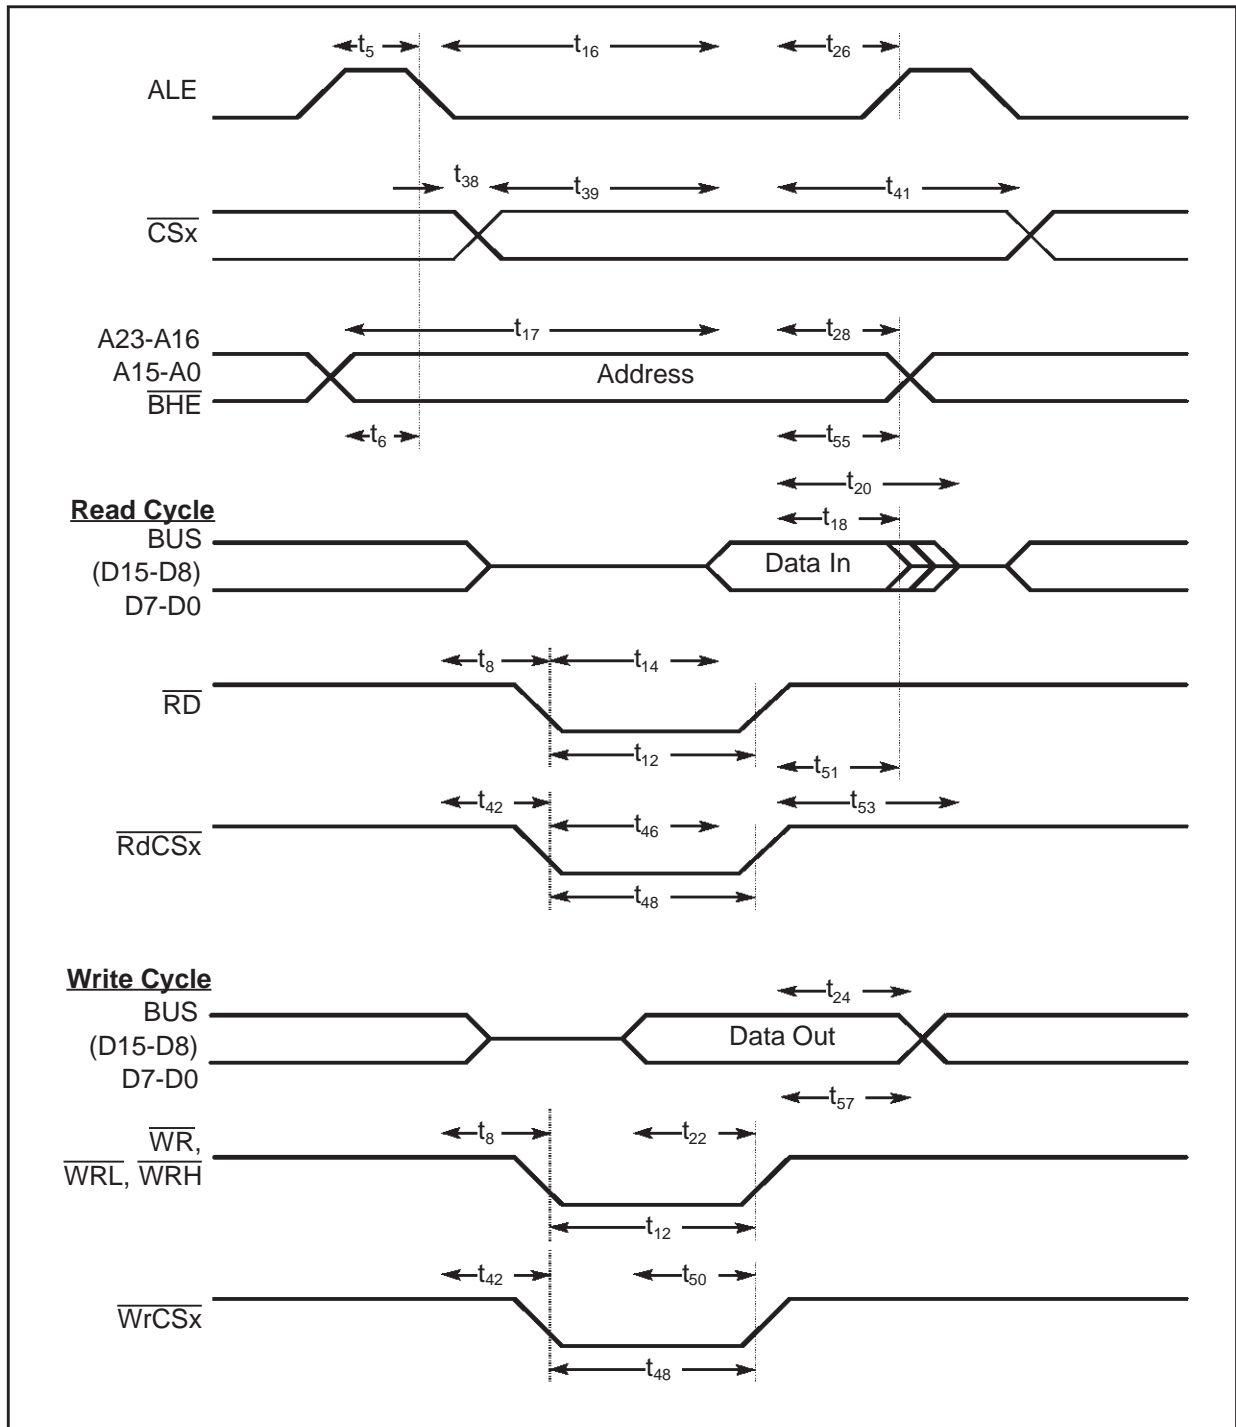 t5 t16 t26
ALE
t38 t39 t41
CSx
t17 t28
A23-A16
A15-A0 Address
BHE
t6 t55
t20
Read Cycle t18
BUS
(D15-D8) Data In
D7-D0
t8 t14
RD
t12 t51
t42 t53
t46
RdCSx
t48
Write Cycle
t24
BUS
(D15-D8) Data Out
D7-D0
t57
t8 t22
WR,
WRL, WRH
t12
t42 t50
WrCSx
t48